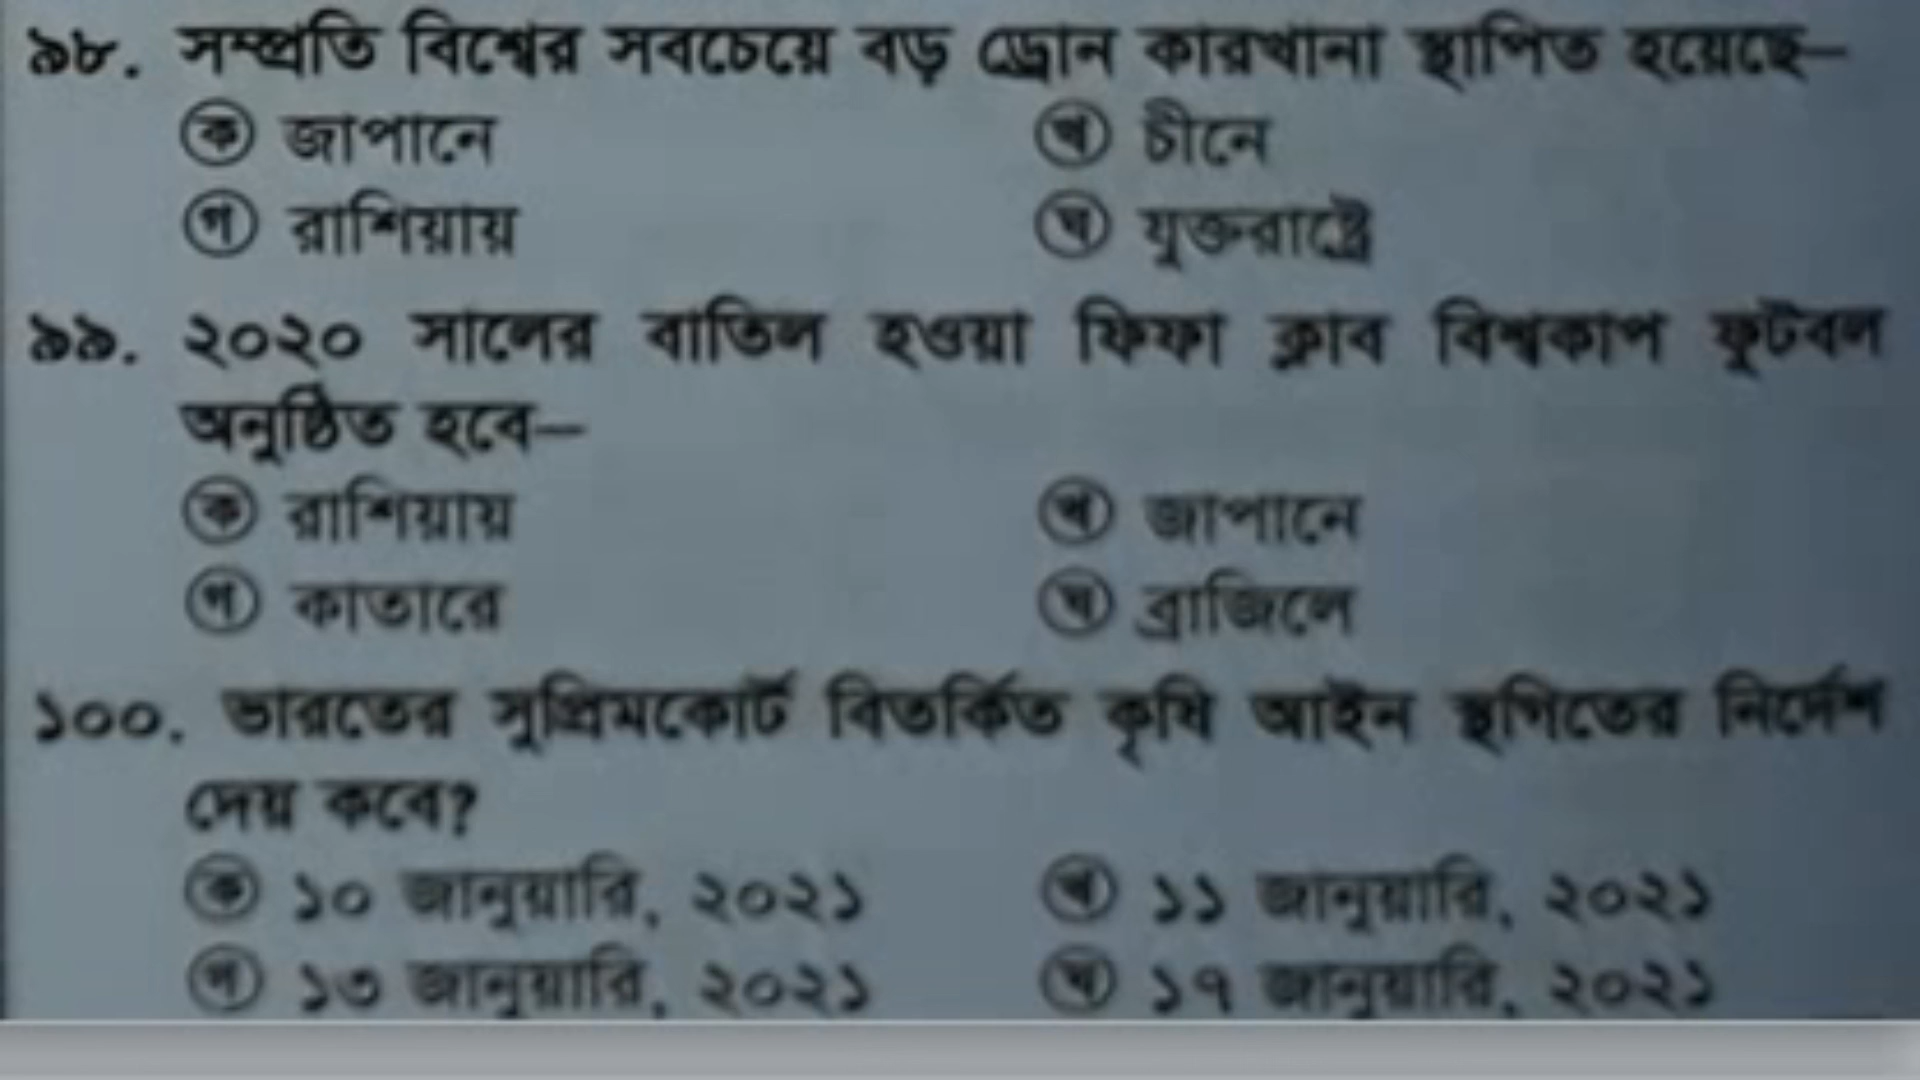 ৯৮. সম্প্রতি বিশ্বের সবচেয়ে বড় ড্রোন কারখানা স্থাপিত হয়েছে—
ক জাপানে খ চীনে
গ রাশিয়ায় ঘ যুক্তরাষ্ট্রে
৯৯. ২০২০ সালের বাতিল হওয়া ফিফা ক্লাব বিশ্বকাপ ফুটবল
অনুষ্ঠিত হবে—
ক রাশিয়ায় খ জাপানে
গ কাতারে ঘ ব্রাজিলে
১০০. ভারতের সুপ্রিমকোর্ট বিতর্কিত কৃষি আইন স্থগিতের নির্দেশ
দেয় কবে?
ক ১০ জানুয়ারি, ২০২১ খ ১১ জানুয়ারি, ২০২১
গ ১৩ জানুয়ারি, ২০২১ ঘ ১৭ জানুয়ারি, ২০২১